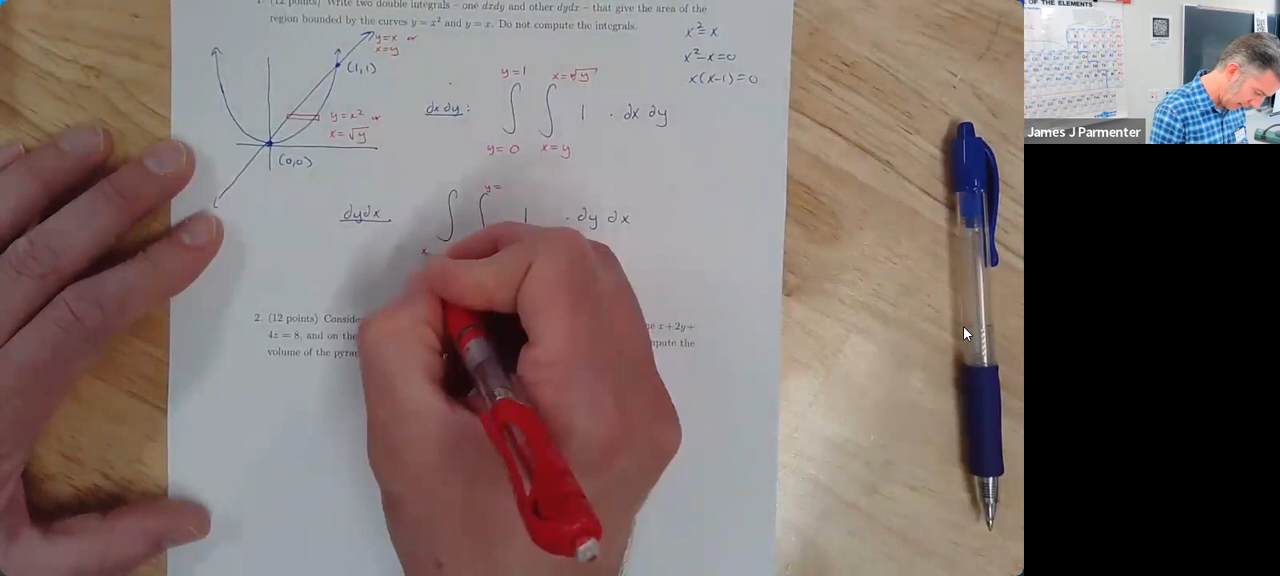 1. (12 points) Write two double integrals – one dxdy and other dydx – that give the area of the
region bounded by the curves y = x² and y = x. Do not compute the integrals.
y=x or
x=y
(1,1)
y=x² or
x=√y
(0,0)
x²=x
x²-x=0
x(x-1)=0
dx dy:
y=1 x=√y
∫ ∫ 1 · dx dy
y=0 x=y
dydx
y=
∫ ∫ 1 · dy dx
x
2. (12 points) x+2y+
4z = 8, and on the the
volume of the
OF THE ELEMENTS
James J Parmenter